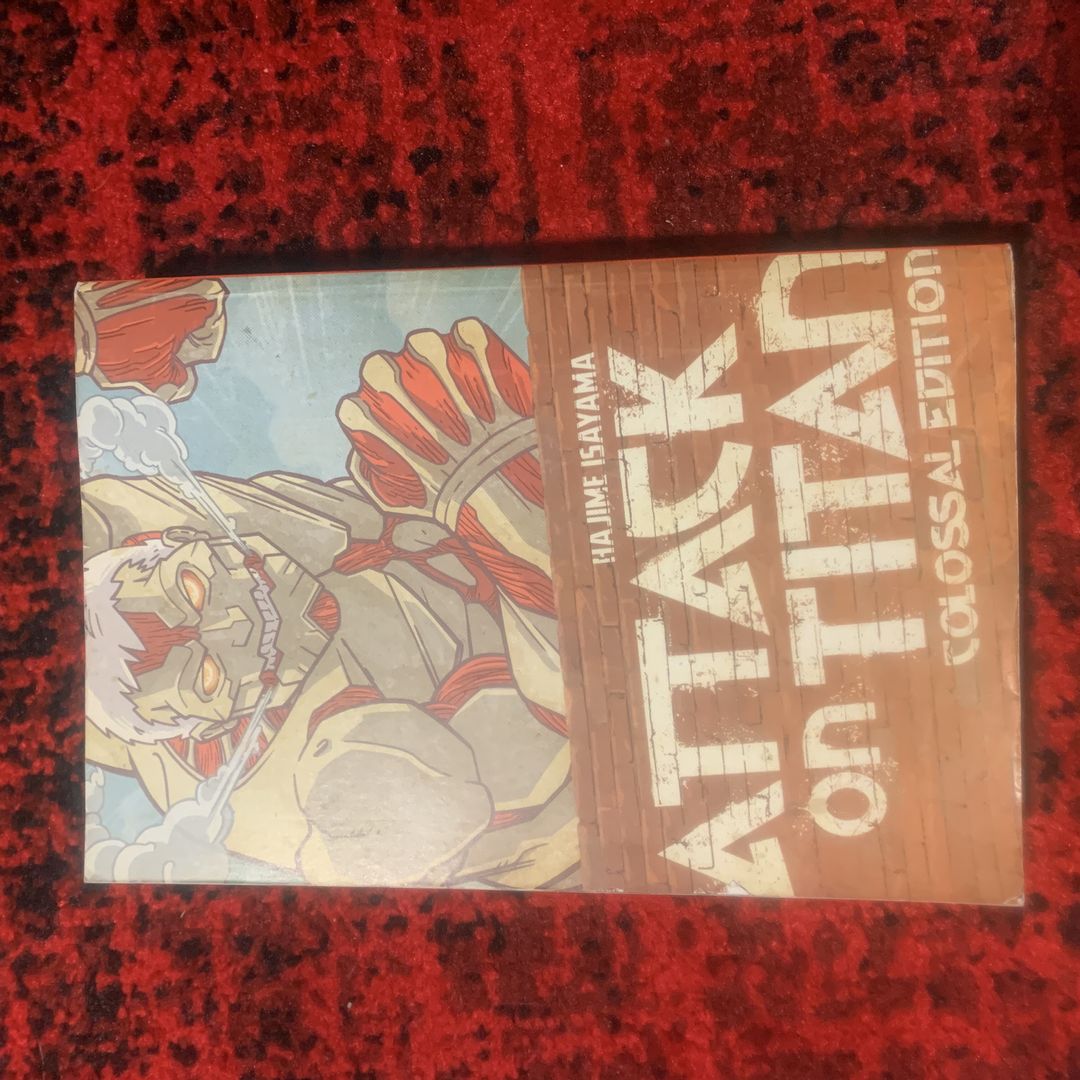 HAJIME ISAYAMA
ATTACK
on TITAN
COLOSSAL EDITION